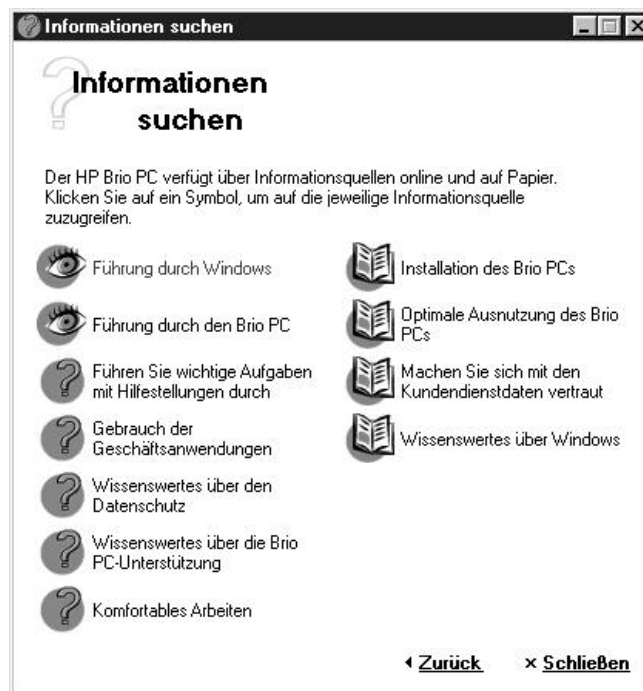 Informationen suchen
Informationen
suchen
Der HP Brio PC verfügt über Informationsquellen online und auf Papier.
Klicken Sie auf ein Symbol, um auf die jeweilige Informationsquelle
zuzugreifen.
Führung durch Windows
Führung durch den Brio PC
Führen Sie wichtige Aufgaben
mit Hilfestellungen durch
Gebrauch der
Geschäftsanwendungen
Wissenswertes über den
Datenschutz
Wissenswertes über die Brio
PC-Unterstützung
Komfortables Arbeiten
Installation des Brio PCs
Optimale Ausnutzung des Brio
PCs
Machen Sie sich mit den
Kundendienstdaten vertraut
Wissenswertes über Windows
Zurück
Schließen